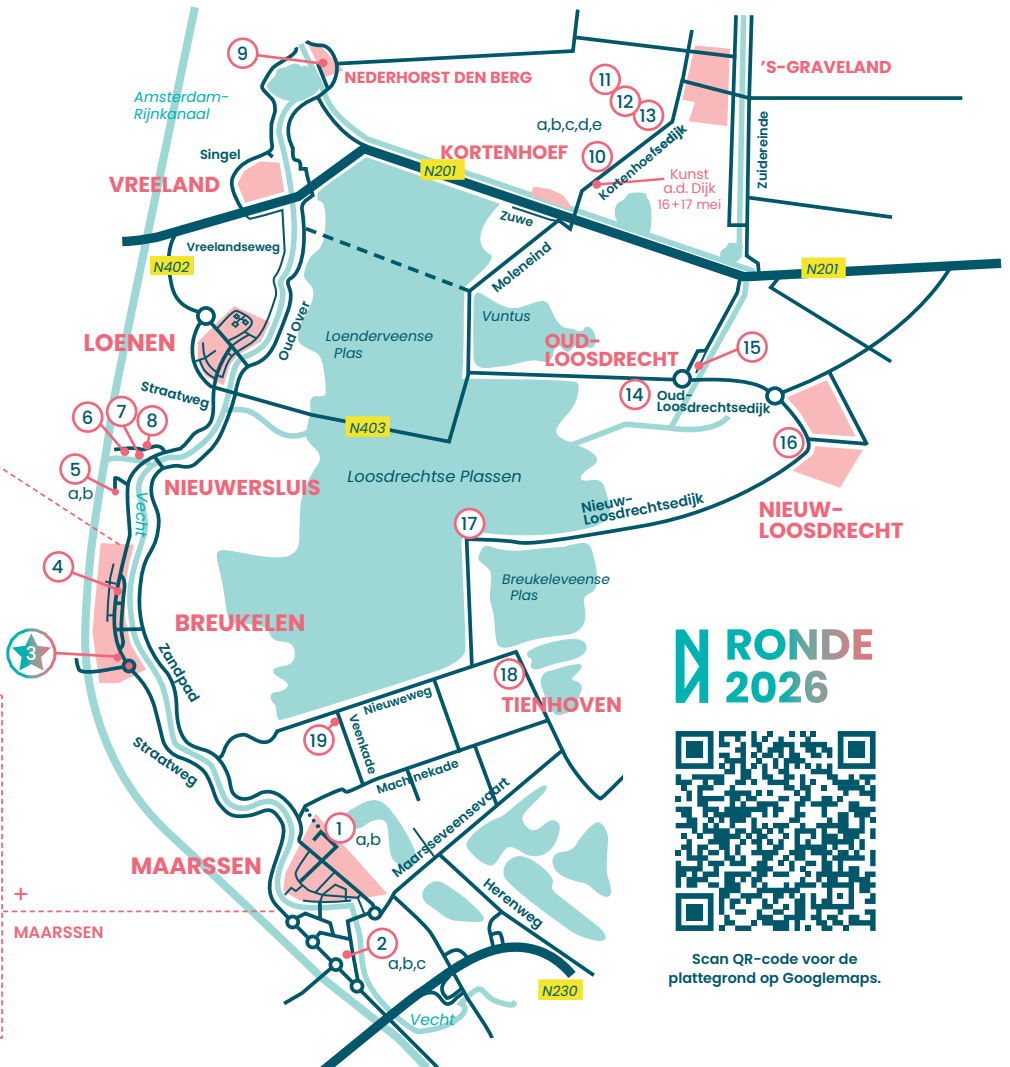 9
NEDERHORST DEN BERG
'S-GRAVELAND
Amsterdam-
Rijnkanaal
11
12
13
a,b,c,d,e
Zuidereinde
Singel
KORTENHOEF
10
Kortenhoefsedijk
N201
Kunst
a.d. Dijk
16+17 mei
VREELAND
Zuwe
Vreelandseweg
N402
Moleneind
N201
Oud Over
Vuntus
LOENEN
Loenderveense
Plas
OUD-
LOOSDRECHT
15
Straatweg
14
Oud-
Loosdrechtsedijk
6
7
8
N403
16
5
a,b
NIEUWERSLUIS
Loosdrechtse Plassen
Vecht
Nieuw-
Loosdrechtsedijk
NIEUW-
LOOSDRECHT
17
4
Breukeleveense
Plas
BREUKELEN
3
Zandpad
RONDE
2026
18
TIENHOVEN
Nieuweweg
19
Veenkade
Straatweg
Machinekade
Maarsseveensevaart
1
a,b
MAARSSEN
Herenweg
+
MAARSSEN
2
a,b,c
N230
Vecht
Scan QR-code voor de
plattegrond op Googlemaps.